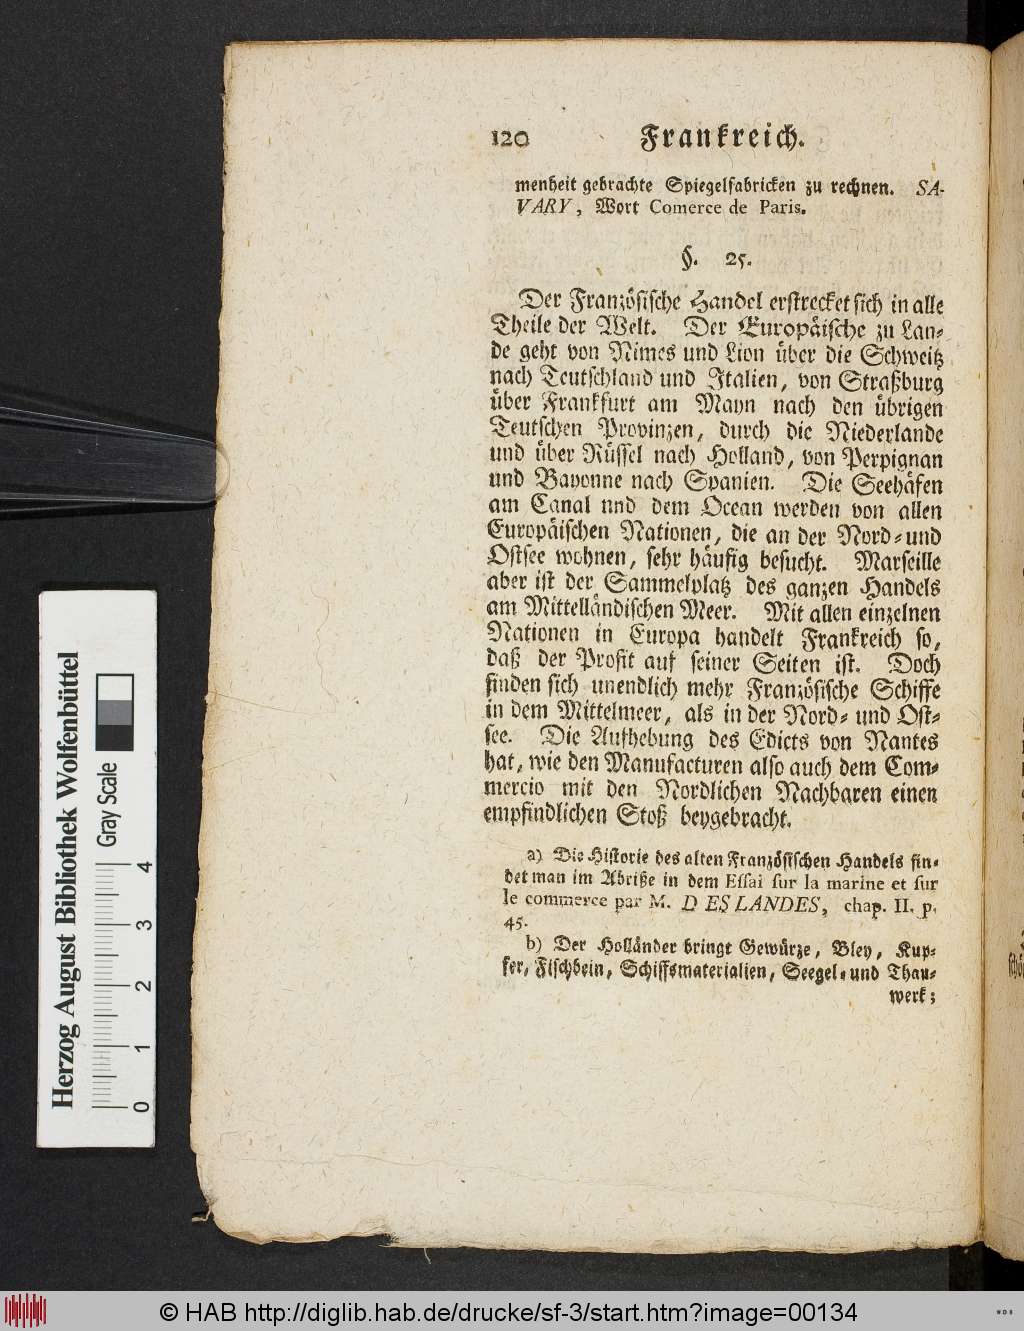 120 Frankreich.
menheit gebrachte Spiegelfabricken zu rechnen. SA-
VARY, Wort Comerce de Paris.
§. 25.
Der Französische Handel erstrecket sich in alle
Theile der Welt. Der Europäische zu Lan-
de geht von Nimes und Lion über die Schweitz
nach Teutschland und Italien, von Straßburg
über Frankfurt am Mayn nach den übrigen
Teutschen Provinzen, durch die Niederlande
und über Rüssel nach Holland, von Perpignan
und Bayonne nach Spanien. Die Seehäfen
am Canal und dem Ocean werden von allen
Europäischen Nationen, die an der Nord- und
Ostsee wohnen, sehr häufig besucht. Marseille
aber ist der Sammelplatz des ganzen Handels
am Mittelländischen Meer. Mit allen einzelnen
Nationen in Europa handelt Frankreich so,
daß der Profit auf seiner Seiten ist. Doch
finden sich unendlich mehr Französische Schiffe
in dem Mittelmeer, als in der Nord- und Ost-
see. Die Aufhebung des Edicts von Nantes
hat, wie den Manufacturen also auch dem Com-
mercio mit den Nordlichen Nachbaren einen
empfindlichen Stoß beygebracht.
a) Die Historie des alten Französischen Handels fin-
det man im Abriße in dem Essai sur la marine et sur
le commerce par M. DESLANDES, chap. II. p.
45.
b) Der Holländer bringt Gewürze, Bley, Kup-
fer, Fischbein, Schiffsmaterialien, Seegel- und Thau-
werk;
Herzog August Bibliothek Wolfenbüttel
Gray Scale
0 1 2 3 4
© HAB http://diglib.hab.de/drucke/sf-3/start.htm?image=00134